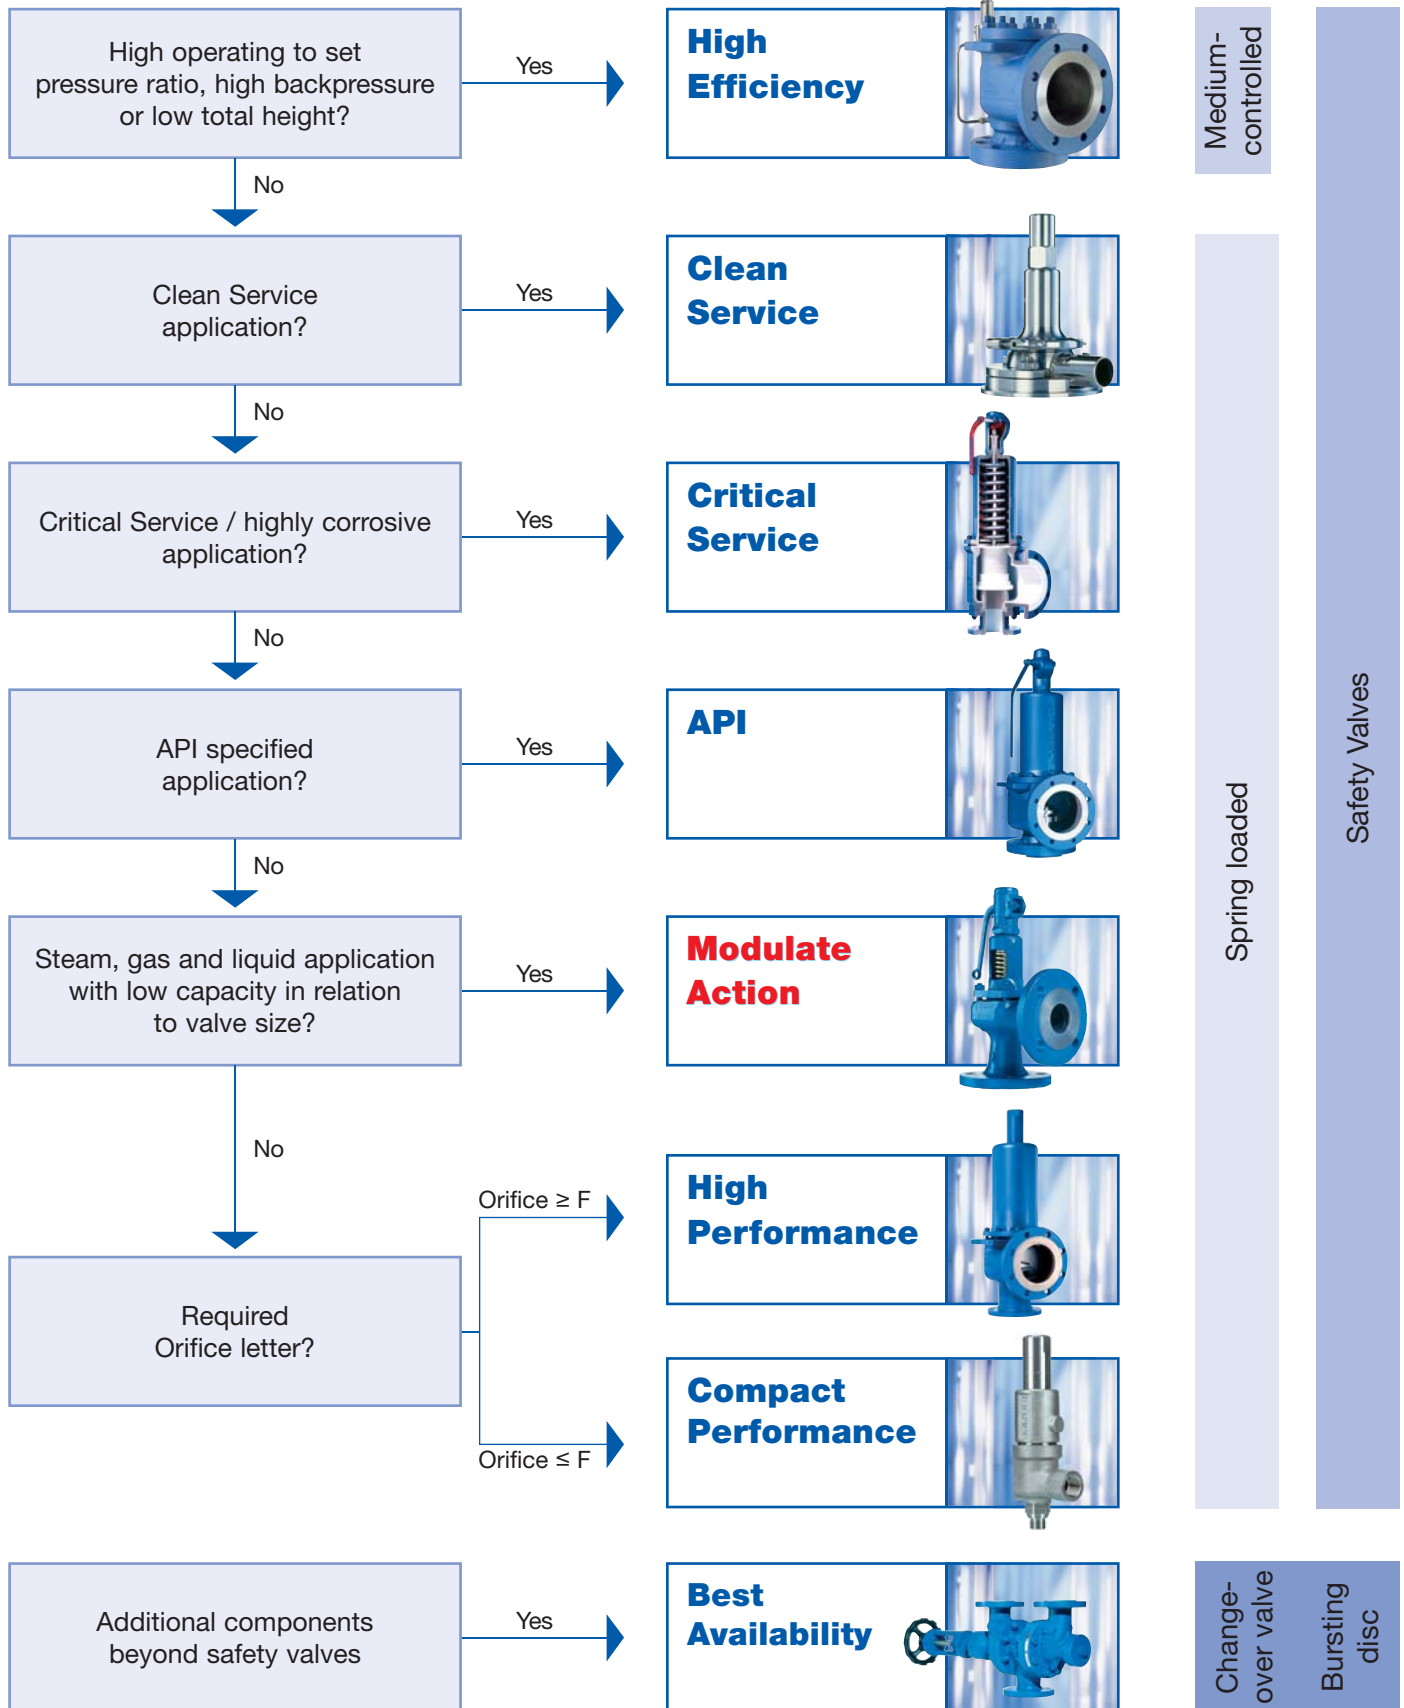 High operating to set
pressure ratio, high backpressure
or low total height?
Yes
High
Efficiency
Medium-
controlled
No
Clean Service
application?
Yes
Clean
Service
No
Critical Service / highly corrosive
application?
Yes
Critical
Service
No
API specified
application?
Yes
API
No
Steam, gas and liquid application
with low capacity in relation
to valve size?
Yes
Modulate
Action
No
Required
Orifice letter?
Orifice ≥ F
High
Performance
Orifice ≤ F
Compact
Performance
Spring loaded
Safety Valves
Additional components
beyond safety valves
Yes
Best
Availability
Change-
over valve
Bursting
disc